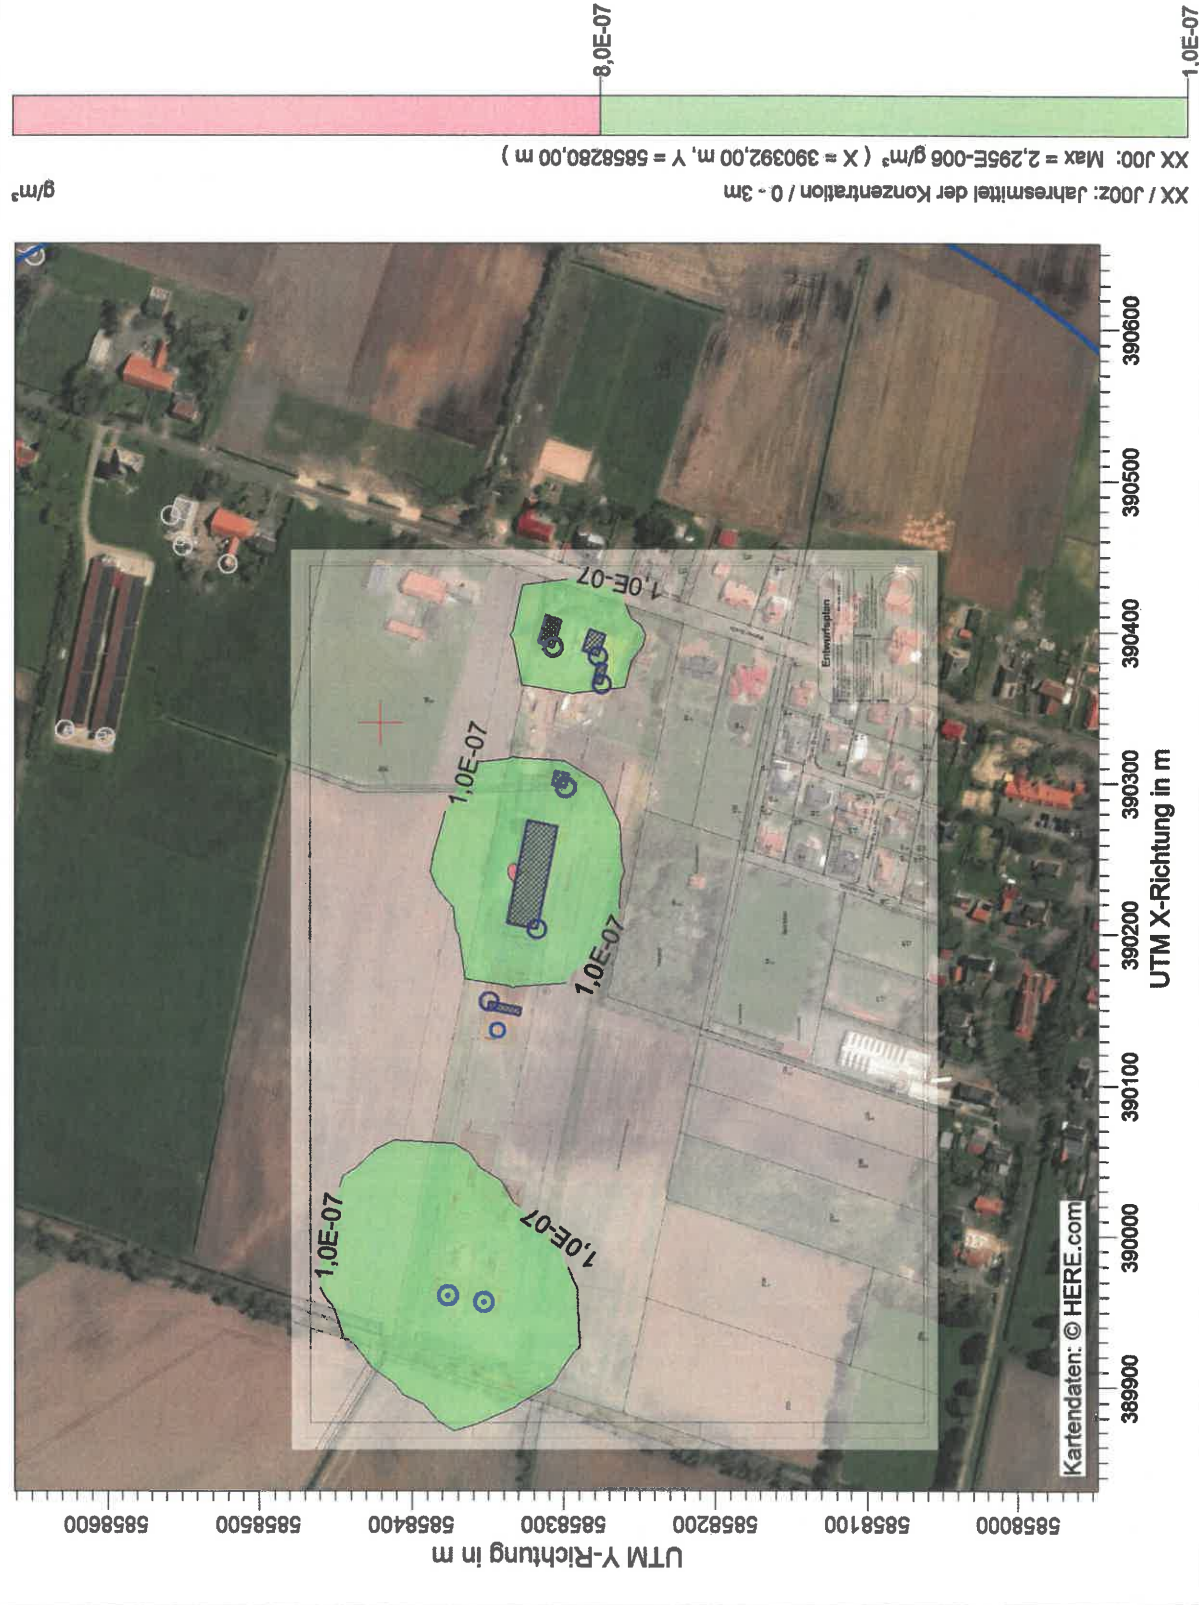 8,0E-07
1.0E-07
g/m³
XX / J00z: Jahresmittel der Konzentration / 0 - 3m
XX J00: Max = 2,295E-006 g/m³ ( X = 390392,00 m, Y = 5858280,00 m )
1,0E-07
1,0E-07
1,0E-07
1,0E-07
1,0E-07
Entwurfsplan
Kartendaten: © HERE.com
UTM X-Richtung in m
389900
390000
390100
390200
390300
390400
390500
390600
UTM Y-Richtung in m
5858600
5858500
5858400
5858300
5858200
5858100
5858000